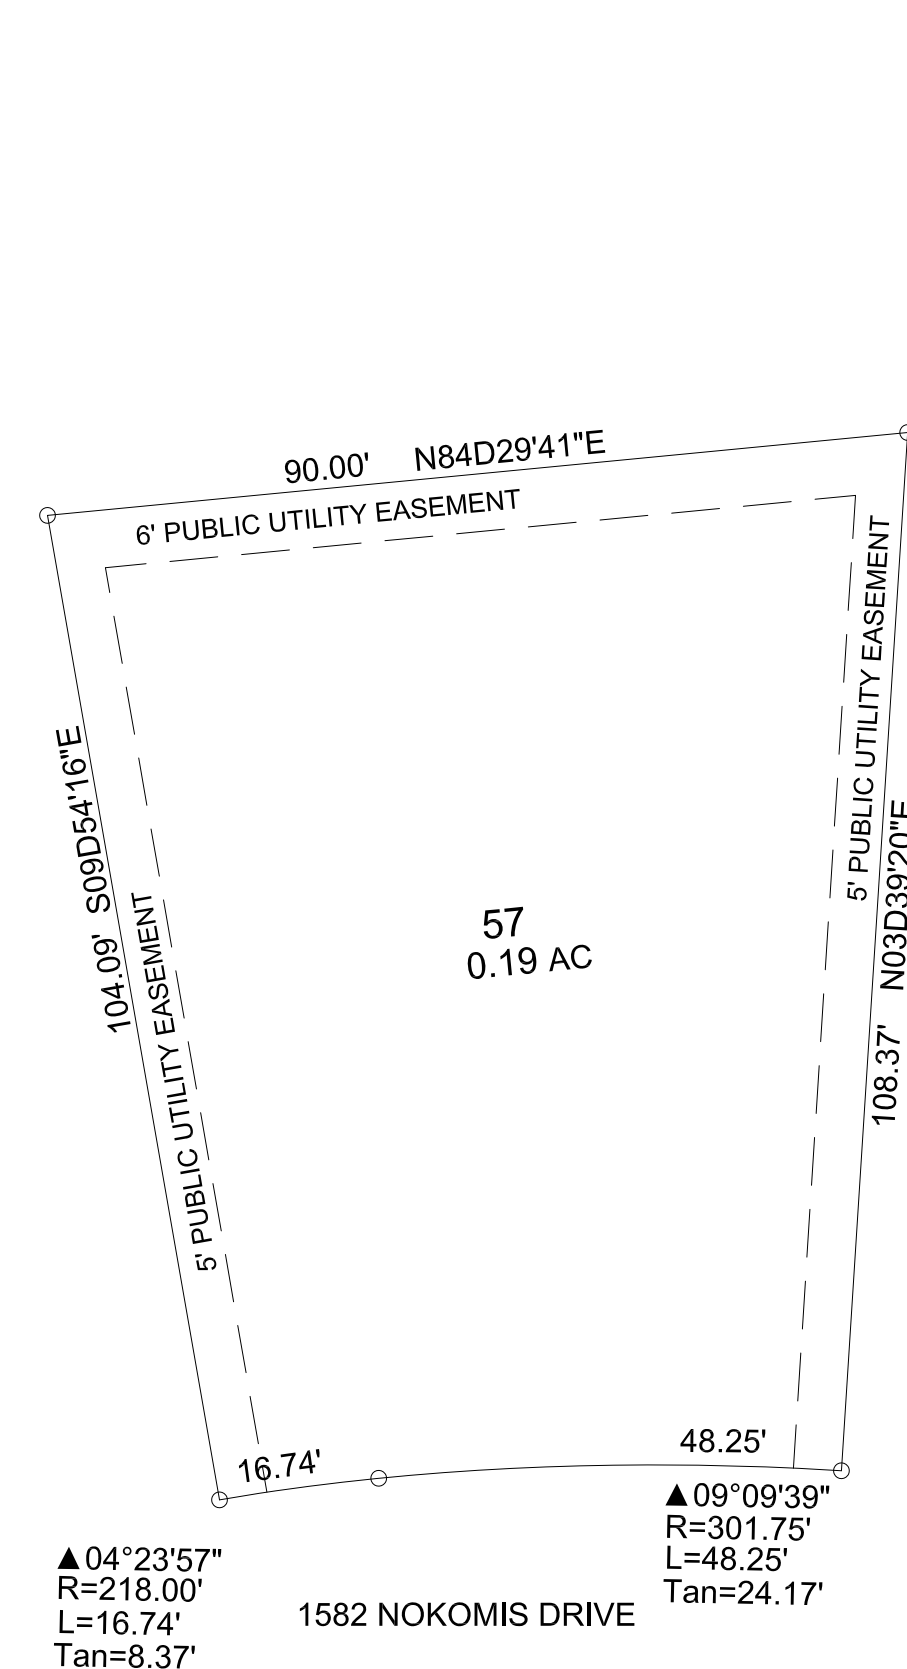 90.00' N84D29'41"E
6' PUBLIC UTILITY EASEMENT
104.09' S09D54'16"E
5' PUBLIC UTILITY EASEMENT
57
0.19 AC
5' PUBLIC UTILITY EASEMENT
108.37' N03D39'20"E
16.74'
48.25'
▲04°23'57"
R=218.00'
L=16.74'
Tan=8.37'
1582 NOKOMIS DRIVE
▲09°09'39"
R=301.75'
L=48.25'
Tan=24.17'